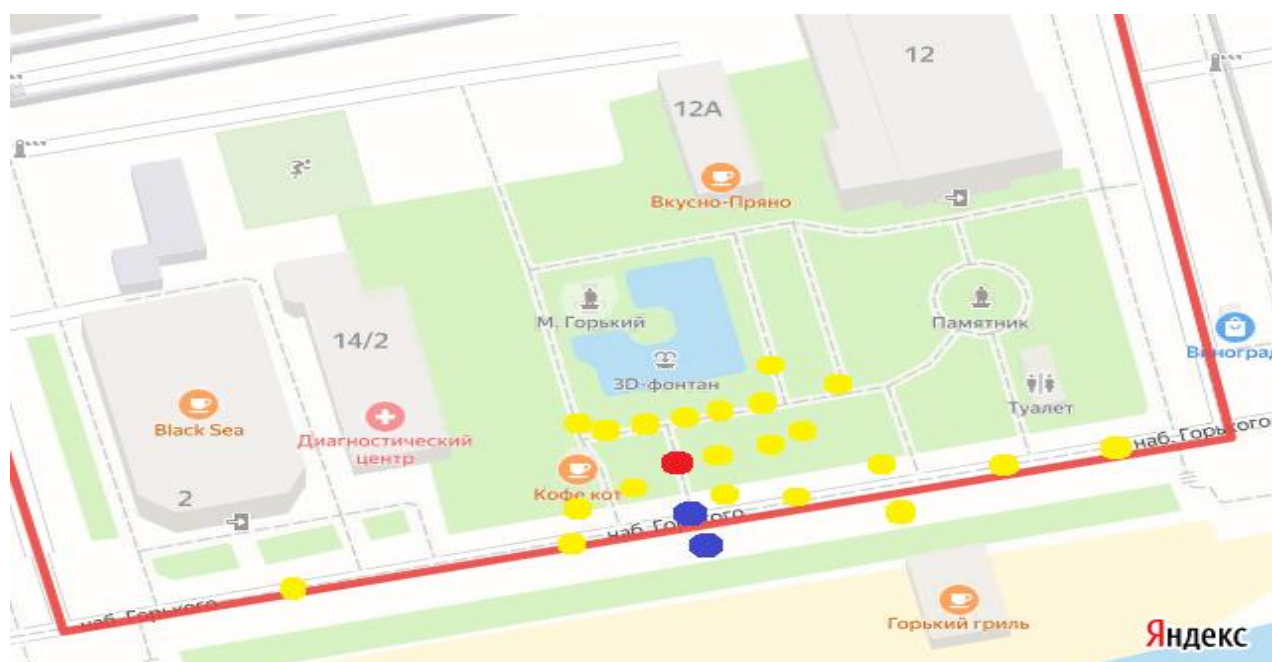 12
12А
Вкусно-Пряно
М. Горький
Памятник
14/2
3D-фонтан
Виноград
Black Sea
Диагностический
центр
Туалет
наб. Горького
Кофе кот
2
наб. Горького
наб. Горького
Горький гриль
Яндекс